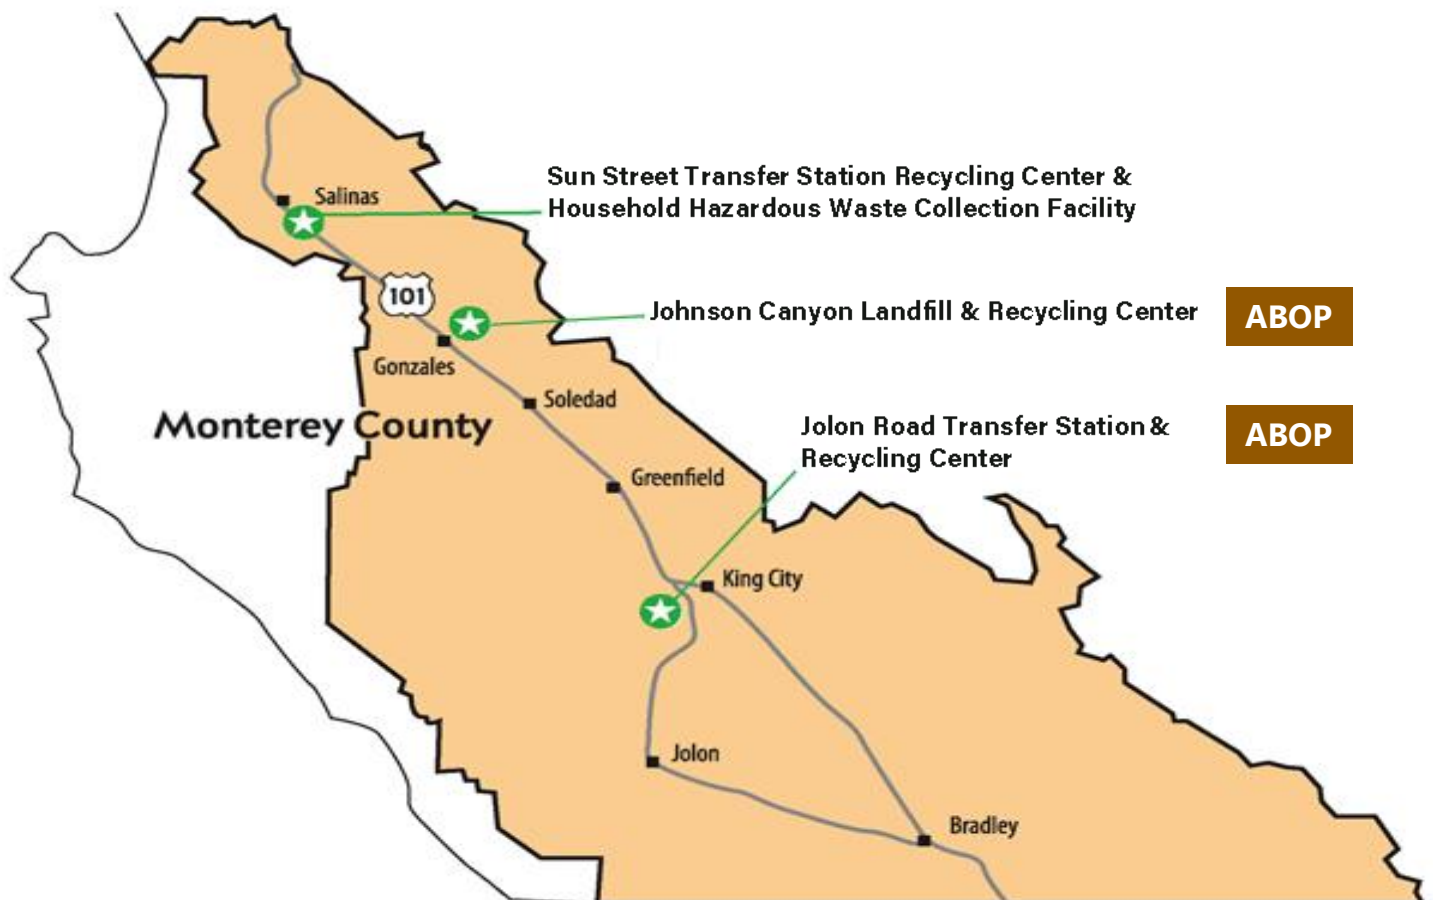 Sun Street Transfer Station Recycling Center &
Household Hazardous Waste Collection Facility
Salinas
101
Johnson Canyon Landfill & Recycling Center
ABOP
Gonzales
Soledad
Monterey County
Jolon Road Transfer Station &
Recycling Center
ABOP
Greenfield
King City
Jolon
Bradley